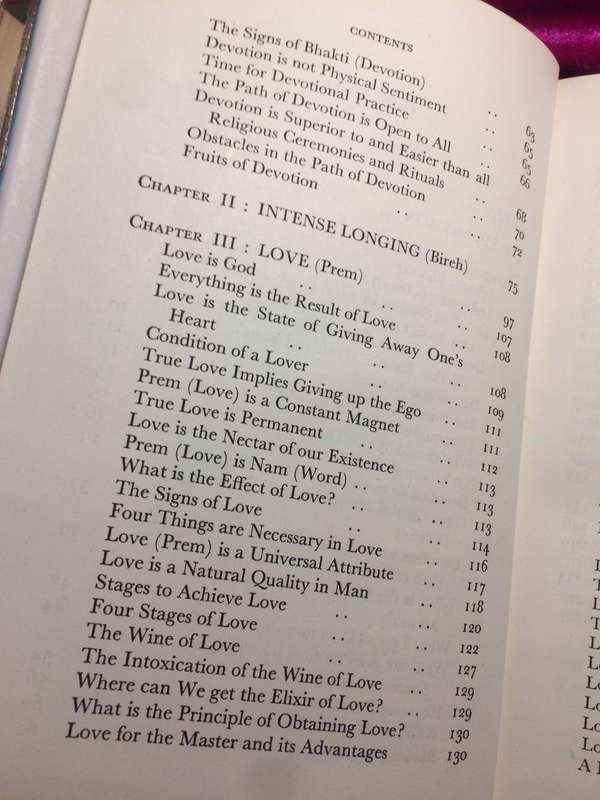 CONTENTS
The Signs of Bhakti (Devotion) .. 63
Devotion is not Physical Sentiment .. 65
Time for Devotional Practice .. 65
The Path of Devotion is Open to All .. 66
Devotion is Superior to and Easier than all
Religious Ceremonies and Rituals .. 68
Obstacles in the Path of Devotion .. 70
Fruits of Devotion .. .. 72
CHAPTER II : INTENSE LONGING (Bireh) 75
CHAPTER III : LOVE (Prem) .. 97
Love is God .. .. .. 107
Everything is the Result of Love .. 108
Love is the State of Giving Away One's
Heart .. .. .. 108
Condition of a Lover .. .. 109
True Love Implies Giving up the Ego .. 111
Prem (Love) is a Constant Magnet .. 111
True Love is Permanent .. .. 112
Love is the Nectar of our Existence .. 113
Prem (Love) is Nam (Word) .. .. 113
What is the Effect of Love? .. .. 113
The Signs of Love .. .. 114
Four Things are Necessary in Love .. 116
Love (Prem) is a Universal Attribute .. 117
Love is a Natural Quality in Man .. 118
Stages to Achieve Love .. .. 120
Four Stages of Love .. .. 122
The Wine of Love .. .. 127
The Intoxication of the Wine of Love .. 129
Where can We get the Elixir of Love? .. 129
What is the Principle of Obtaining Love? 130
Love for the Master and its Advantages 130